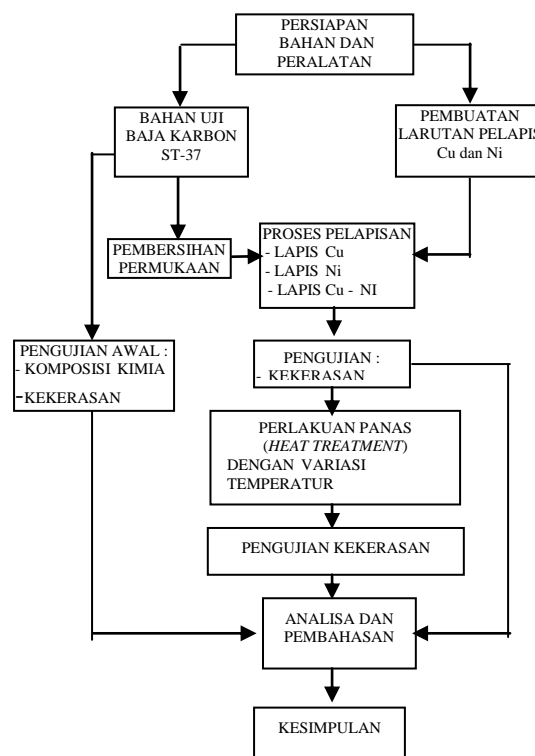 PERSIAPAN
BAHAN DAN
PERALATAN
BAHAN UJI
BAJA KARBON
ST-37
PEMBUATAN
LARUTAN PELAPIS
Cu dan Ni
PEMBERSIHAN
PERMUKAAN
PROSES PELAPISAN
- LAPIS Cu
- LAPIS Ni
- LAPIS Cu - NI
PENGUJIAN AWAL :
- KOMPOSISI KIMIA
-KEKERASAN
PENGUJIAN :
- KEKERASAN
PERLAKUAN PANAS
(HEAT TREATMENT)
DENGAN VARIASI
TEMPERATUR
PENGUJIAN KEKERASAN
ANALISA DAN
PEMBAHASAN
KESIMPULAN